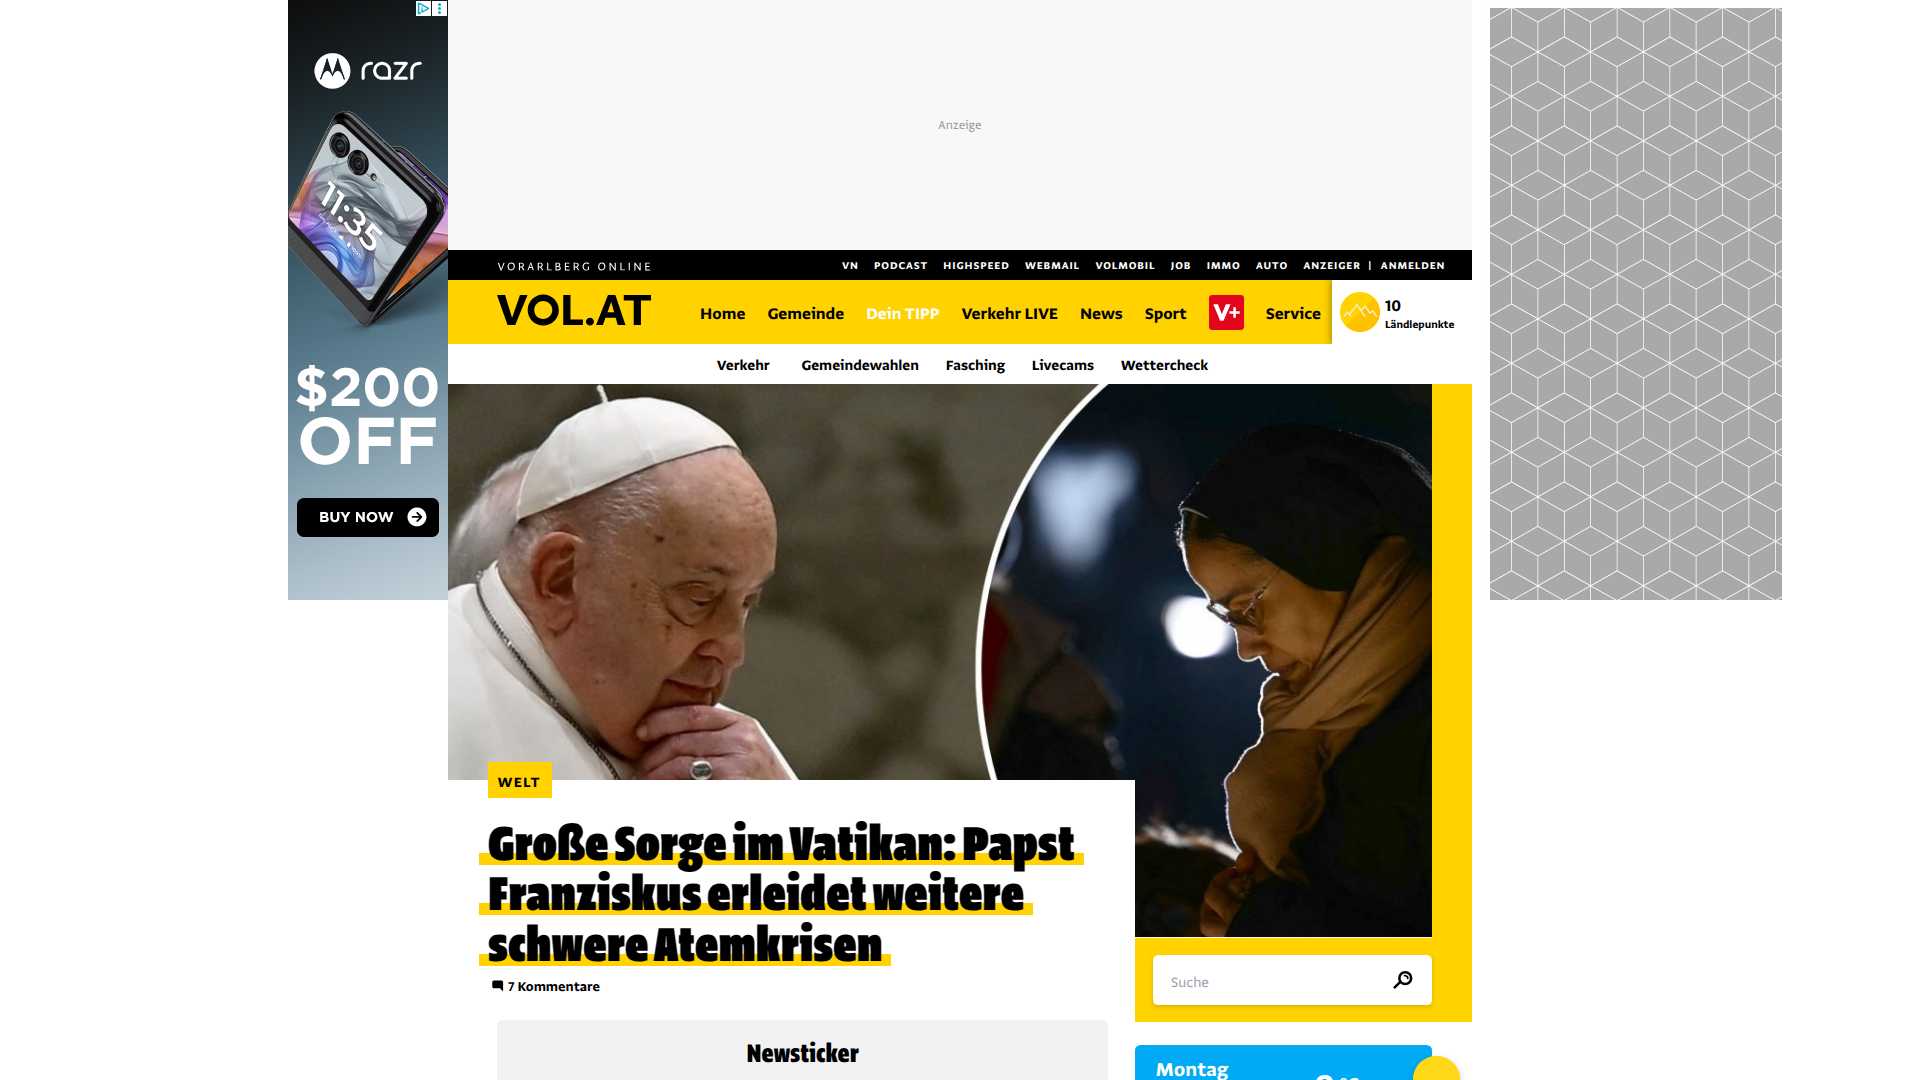 razr
11:35
$200
OFF
BUY NOW
Anzeige
VORARLBERG ONLINE
VN PODCAST HIGHSPEED WEBMAIL VOLMOBIL JOB IMMO AUTO ANZEIGER | ANMELDEN
VOL.AT
Home Gemeinde Dein TIPP Verkehr LIVE News Sport V+ Service
10
Ländlepunkte
Verkehr Gemeindewahlen Fasching Livecams Wettercheck
WELT
Große Sorge im Vatikan: Papst
Franziskus erleidet weitere
schwere Atemkrisen
7 Kommentare
Suche
Newsticker
Montag